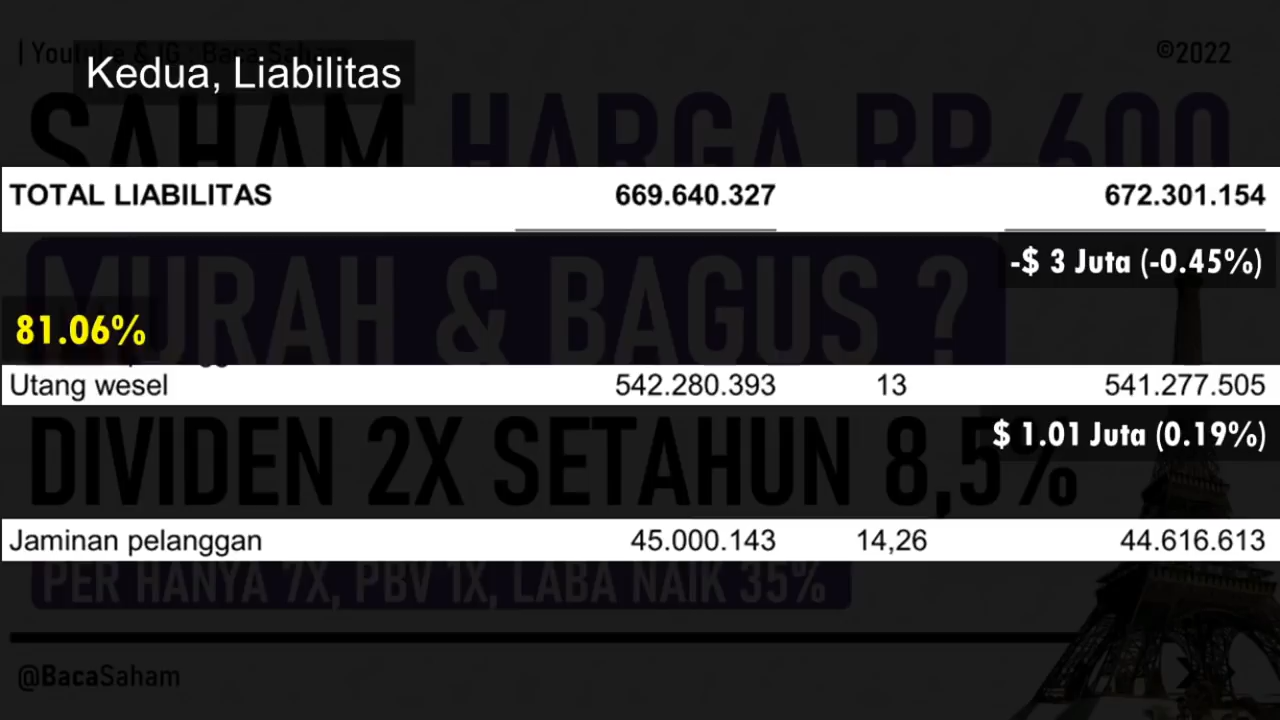 | Youtube & IG : Baca Saham
©2022
Kedua, Liabilitas
SAHAM HARGA RP 600
TOTAL LIABILITAS 669.640.327 672.301.154
-$ 3 Juta (-0.45%)
MURAH & BAGUS ?
81.06%
Utang wesel 542.280.393 13 541.277.505
$ 1.01 Juta (0.19%)
DIVIDEN 2X SETAHUN 8,5%
Jaminan pelanggan 45.000.143 14,26 44.616.613
PER HANYA 7X, PBV 1X, LABA NAIK 35%
@BacaSaham